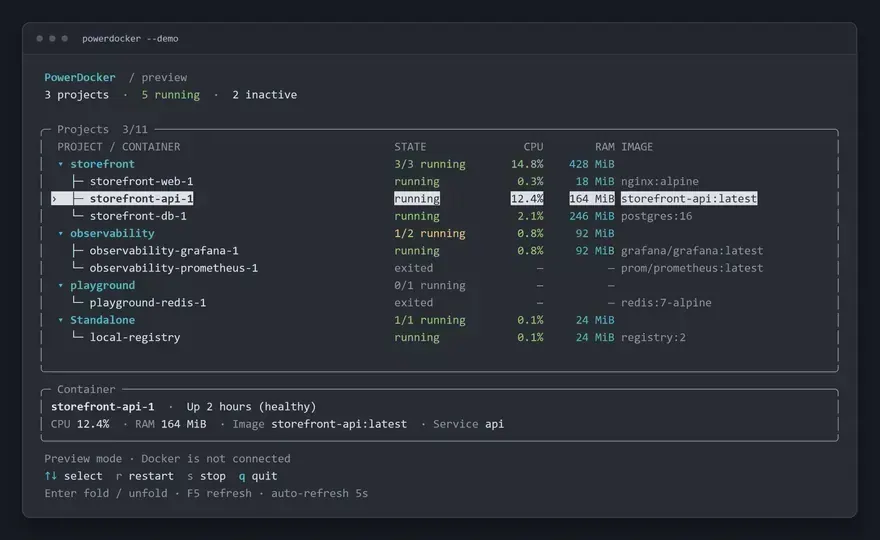 powerdocker --demo
PowerDocker / preview
3 projects · 5 running · 2 inactive
Projects 3/11
PROJECT / CONTAINER STATE CPU RAM IMAGE
▾ storefront 3/3 running 14.8% 428 MiB
├─ storefront-web-1 running 0.3% 18 MiB nginx:alpine
› ├─ storefront-api-1 running 12.4% 164 MiB storefront-api:latest
└─ storefront-db-1 running 2.1% 246 MiB postgres:16
▾ observability 1/2 running 0.8% 92 MiB
├─ observability-grafana-1 running 0.8% 92 MiB grafana/grafana:latest
└─ observability-prometheus-1 exited — — prom/prometheus:latest
▾ playground 0/1 running — —
└─ playground-redis-1 exited — — redis:7-alpine
▾ Standalone 1/1 running 0.1% 24 MiB
└─ local-registry running 0.1% 24 MiB registry:2
Container
storefront-api-1 · Up 2 hours (healthy)
CPU 12.4% · RAM 164 MiB · Image storefront-api:latest · Service api
Preview mode · Docker is not connected
↑↓ select r restart s stop q quit
Enter fold / unfold · F5 refresh · auto-refresh 5s